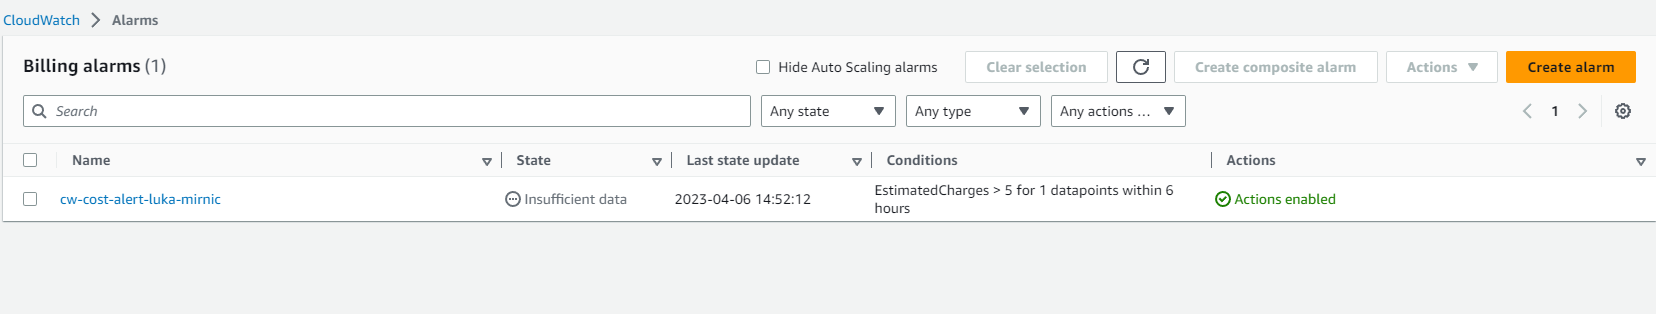 CloudWatch Alarms
Billing alarms (1) Hide Auto Scaling alarms Clear selection Create composite alarm Actions Create alarm
Search Any state Any type Any actions ... 1
Name State Last state update Conditions Actions
cw-cost-alert-luka-mirnic Insufficient data 2023-04-06 14:52:12 EstimatedCharges > 5 for 1 datapoints within 6
hours Actions enabled